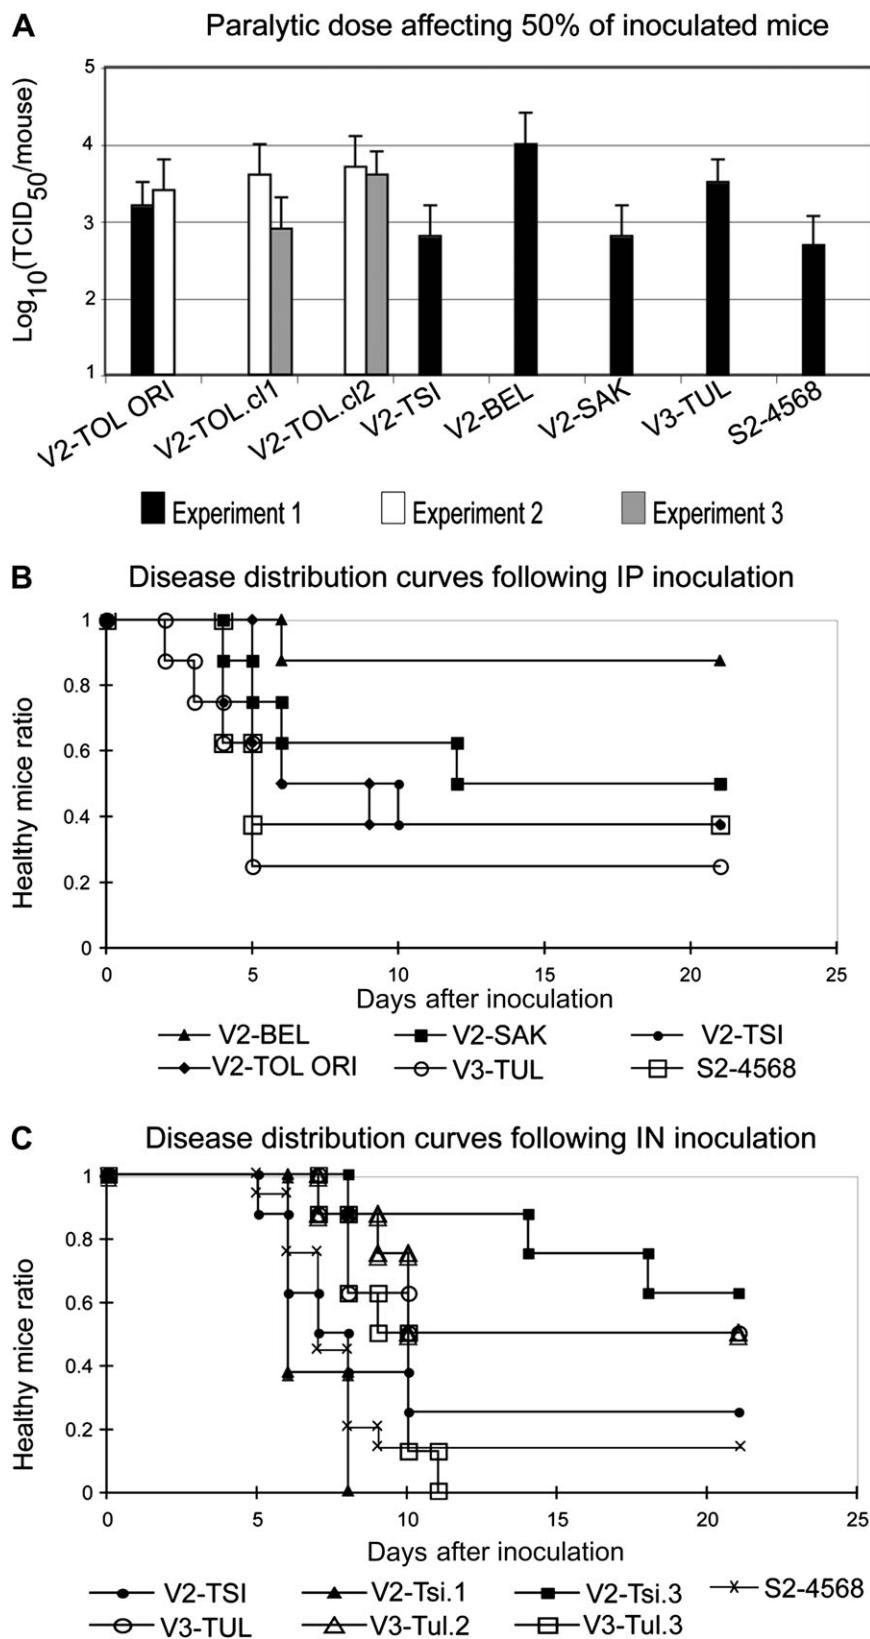 A Paralytic dose affecting 50% of inoculated mice
Log10(TCID50/mouse)
5
4
3
2
1
V2-TOL ORI V2-TOL.cl1 V2-TOL.cl2 V2-TSI V2-BEL V2-SAK V3-TUL S2-4568
Experiment 1 Experiment 2 Experiment 3
B Disease distribution curves following IP inoculation
Healthy mice ratio
1
0.8
0.6
0.4
0.2
0
0 5 10 15 20 25
Days after inoculation
V2-BEL V2-SAK V2-TSI
V2-TOL ORI V3-TUL S2-4568
C Disease distribution curves following IN inoculation
Healthy mice ratio
1
0.8
0.6
0.4
0.2
0
0 5 10 15 20 25
Days after inoculation
V2-TSI V2-Tsi.1 V2-Tsi.3 S2-4568
V3-TUL V3-Tul.2 V3-Tul.3